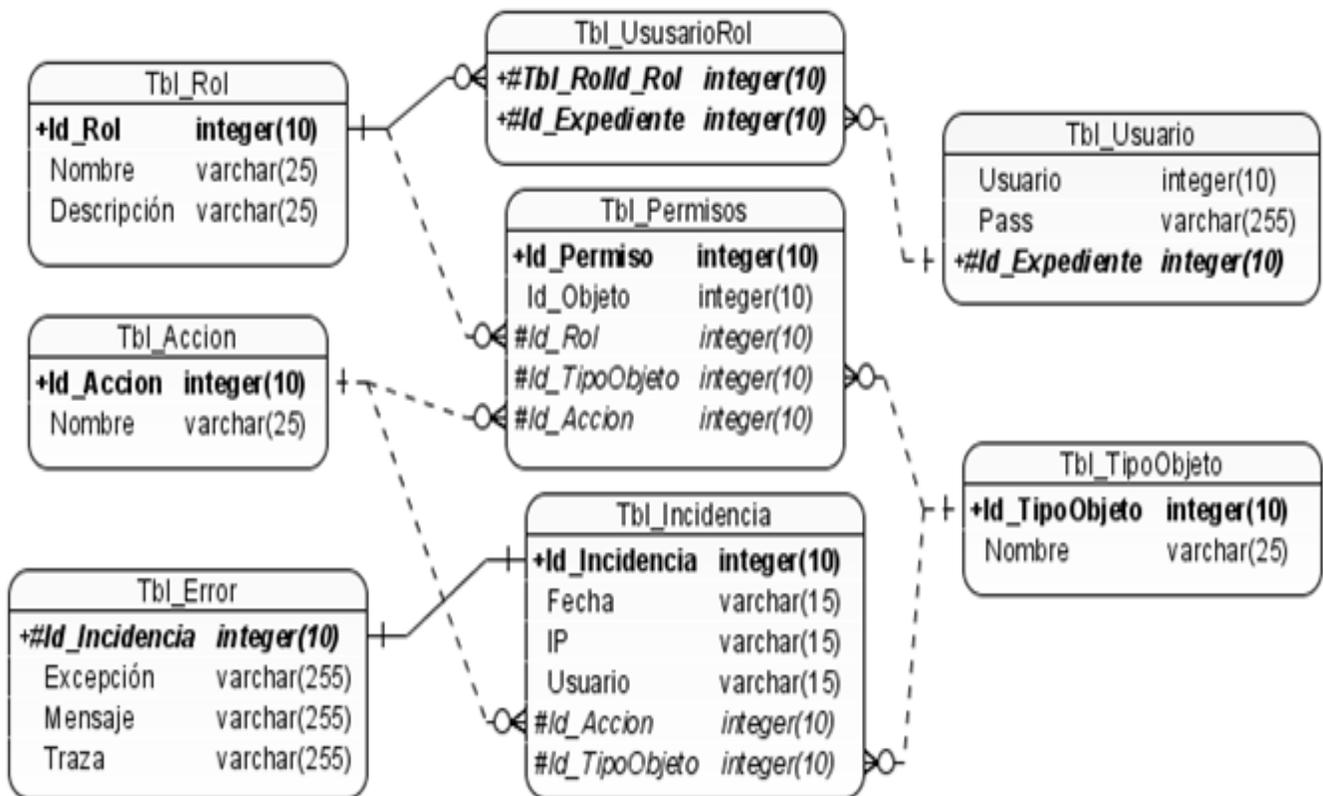 Tbl_Rol
+Id_Rol integer(10)
Nombre varchar(25)
Descripción varchar(25)
Tbl_UsusarioRol
+#Tbl_RolId_Rol integer(10)
+#Id_Expediente integer(10)
Tbl_Usuario
Usuario integer(10)
Pass varchar(255)
+#Id_Expediente integer(10)
Tbl_Permisos
+Id_Permiso integer(10)
Id_Objeto integer(10)
#Id_Rol integer(10)
#Id_TipoObjeto integer(10)
#Id_Accion integer(10)
Tbl_Accion
+Id_Accion integer(10)
Nombre varchar(25)
Tbl_TipoObjeto
+Id_TipoObjeto integer(10)
Nombre varchar(25)
Tbl_Incidencia
+Id_Incidencia integer(10)
Fecha varchar(15)
IP varchar(15)
Usuario varchar(15)
#Id_Accion integer(10)
#Id_TipoObjeto integer(10)
Tbl_Error
+#Id_Incidencia integer(10)
Excepción varchar(255)
Mensaje varchar(255)
Traza varchar(255)